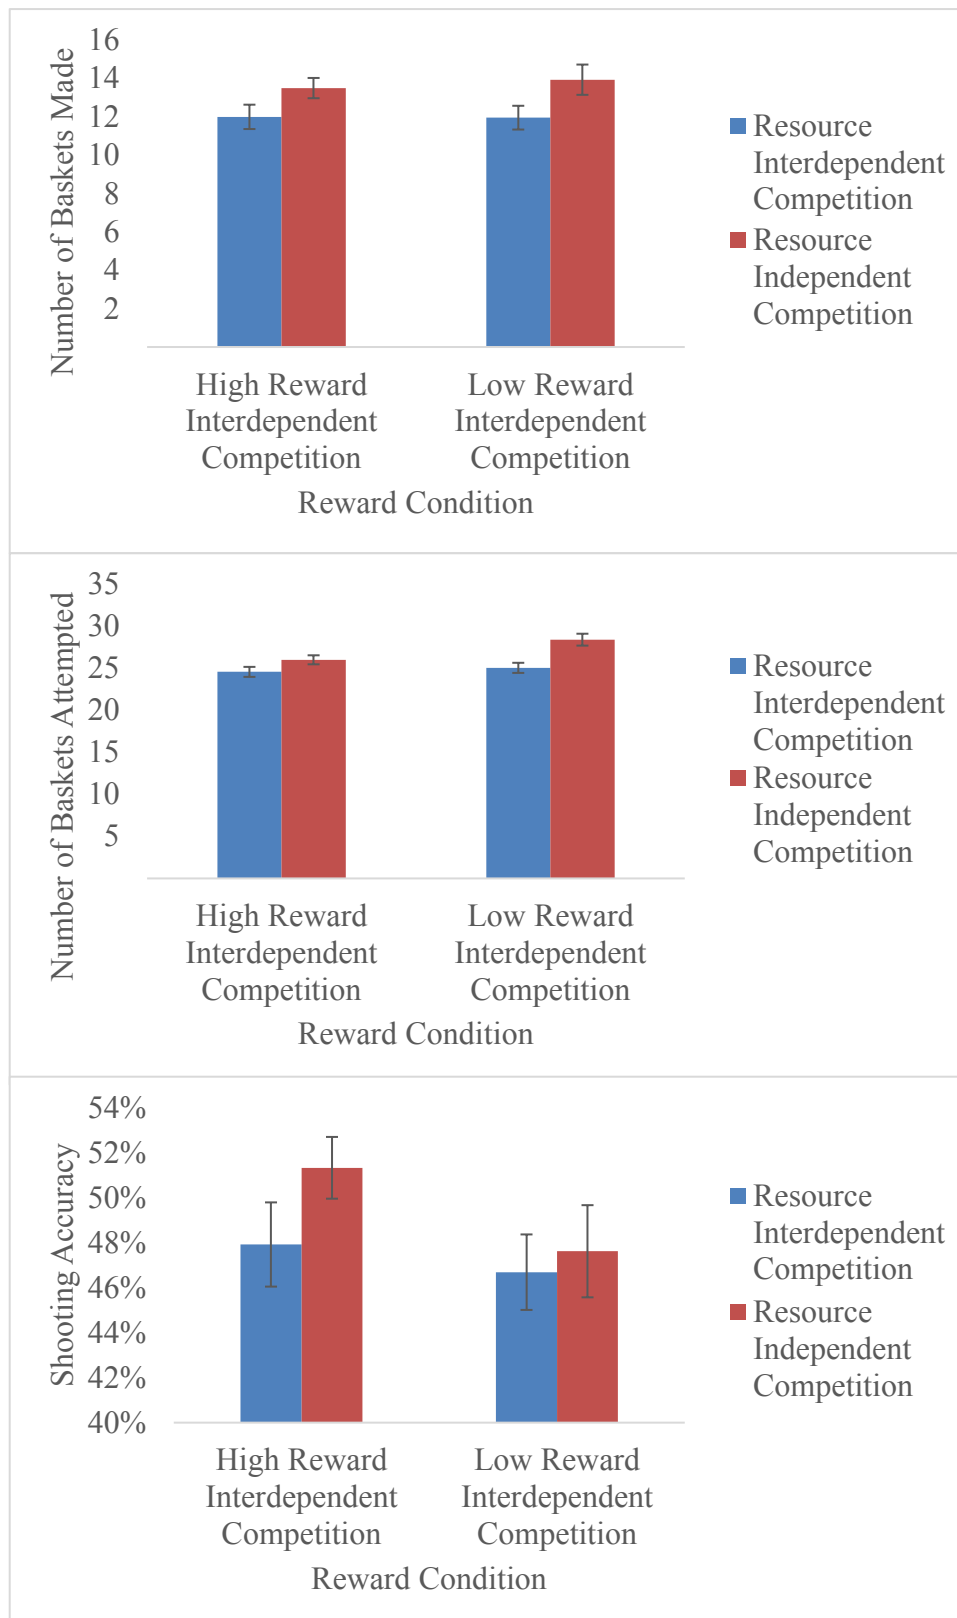 Number of Baskets Made
16
14
12
10
8
6
4
2
High Reward
Interdependent
Competition
Low Reward
Interdependent
Competition
Reward Condition
Resource
Interdependent
Competition
Resource
Independent
Competition
Number of Baskets Attempted
35
30
25
20
15
10
5
High Reward
Interdependent
Competition
Low Reward
Interdependent
Competition
Reward Condition
Resource
Interdependent
Competition
Resource
Independent
Competition
Shooting Accuracy
54%
52%
50%
48%
46%
44%
42%
40%
High Reward
Interdependent
Competition
Low Reward
Interdependent
Competition
Reward Condition
Resource
Interdependent
Competition
Resource
Independent
Competition